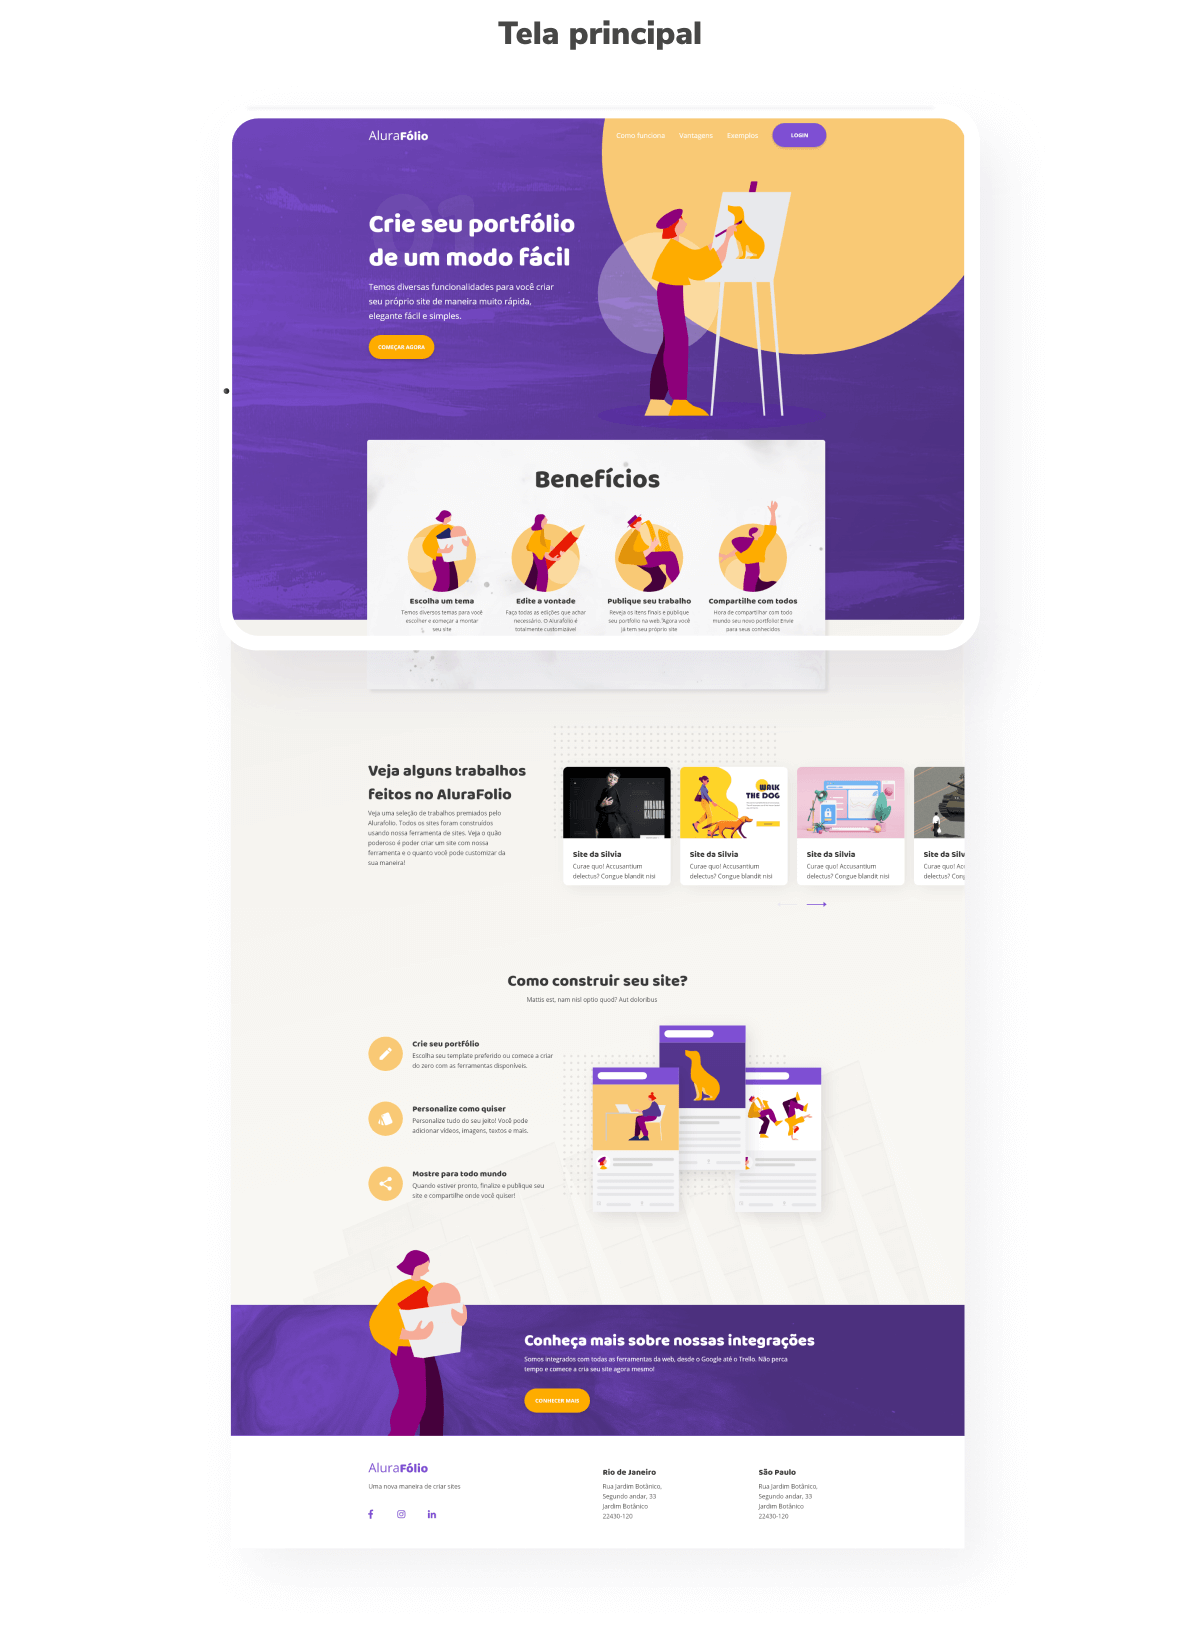 Tela principal
AluraFólio
Como funciona Vantagens Exemplos LOGIN
01
Crie seu portfólio
de um modo fácil
Temos diversas funcionalidades para você criar
seu próprio site de maneira muito rápida,
elegante fácil e simples.
COMEÇAR AGORA
Benefícios
Escolha um tema
Temos diversos temas para você
escolher e começar a montar
seu site
Edite a vontade
Faça todas as edições que achar
necessário. O Alurafolio é
totalmente customizável
Publique seu trabalho
Reveja os itens finais e publique
seu portfolio na web. Agora você
já tem seu próprio site
Compartilhe com todos
Hora de compartilhar com todo
mundo seu novo portfolio! Envie
para seus conhecidos
Veja alguns trabalhos
feitos no AluraFolio
Veja uma seleção de trabalhos premiados pelo
Alurafolio. Todos os sites foram construídos
usando nossa ferramenta de sites. Veja o quão
poderoso é poder criar um site com nossa
ferramenta e o quanto você pode customizar da
sua maneira!
Site da Silvia
Curae quo! Accusantium
delectus? Congue blandit nisi
WALK
THE DOG
Site da Silvia
Curae quo! Accusantium
delectus? Congue blandit nisi
Site da Silvia
Curae quo! Accusantium
delectus? Congue blandit nisi
Site da Silv
Curae quo! Ac
delectus? Cong
Como construir seu site?
Mattis est, nam nisl optio quod? Aut doloribus
Crie seu portfólio
Escolha seu template preferido ou comece a criar
do zero com as ferramentas disponíveis.
Personalize como quiser
Personalize tudo do seu jeito! Você pode
adicionar vídeos, imagens, textos e mais.
Mostre para todo mundo
Quando estiver pronto, finalize e publique seu
site e compartilhe onde você quiser!
Conheça mais sobre nossas integrações
Somos integrados com todas as ferramentas da web, desde o Google até o Trello. Não perca
tempo e comece a cria seu site agora mesmo!
CONHECER MAIS
AluraFólio
Uma nova maneira de criar sites
Rio de Janeiro
Rua Jardim Botânico,
Segundo andar, 33
Jardim Botânico
22430-120
São Paulo
Rua Jardim Botânico,
Segundo andar, 33
Jardim Botânico
22430-120